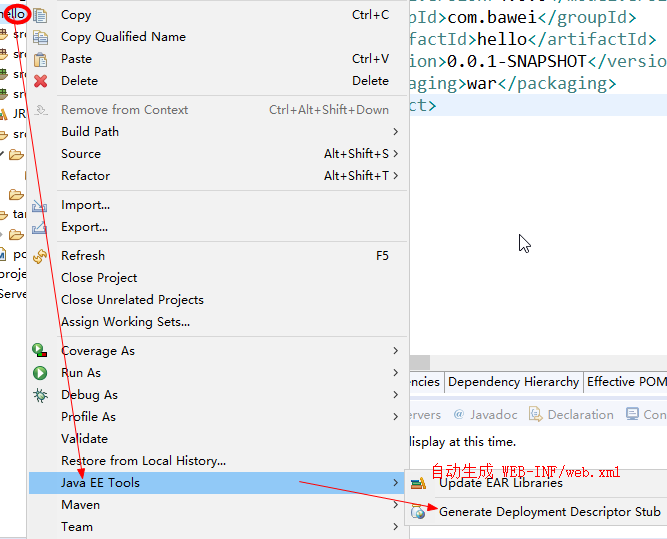 hello
Copy Ctrl+C
Copy Qualified Name
Paste Ctrl+V
Delete Delete
Remove from Context Ctrl+Alt+Shift+Down
Build Path
Source Alt+Shift+S
Refactor Alt+Shift+T
Import...
Export...
Refresh F5
Close Project
Close Unrelated Projects
Assign Working Sets...
Coverage As
Run As
Debug As
Profile As
Validate
Restore from Local History...
Java EE Tools
Maven
Team
pId>com.bawei</groupId>
factId>hello</artifactId>
ion>0.0.1-SNAPSHOT</versio
aging>war</packaging>
ct>
encies Dependency Hierarchy Effective POM
ervers @ Javadoc Declaration Con
display at this time.
自动生成 WEB-INF/web.xml
Update EAR Libraries
Generate Deployment Descriptor Stub